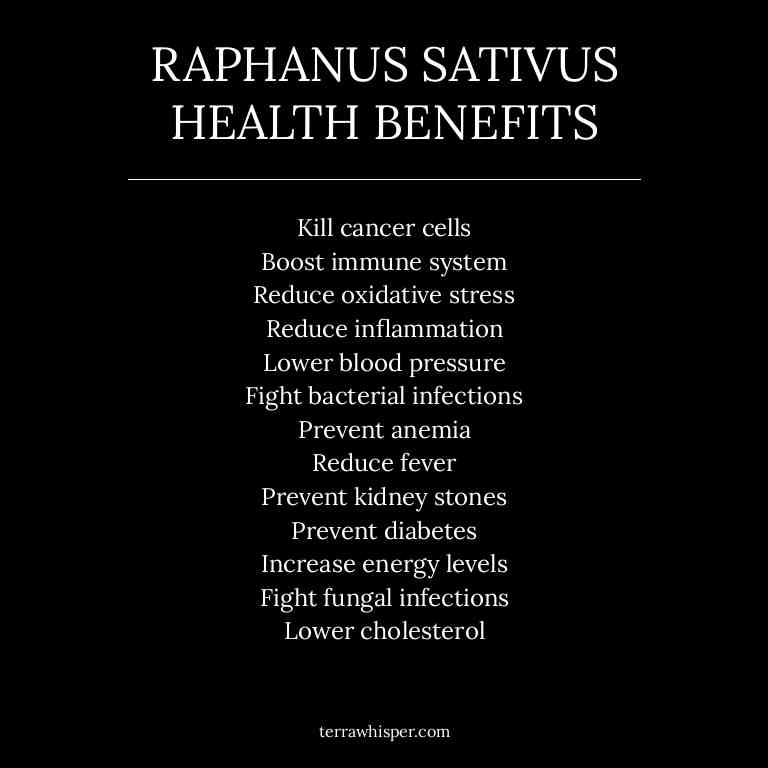 RAPHANUS SATIVUS
HEALTH BENEFITS
Kill cancer cells
Boost immune system
Reduce oxidative stress
Reduce inflammation
Lower blood pressure
Fight bacterial infections
Prevent anemia
Reduce fever
Prevent kidney stones
Prevent diabetes
Increase energy levels
Fight fungal infections
Lower cholesterol
terrawhisper.com